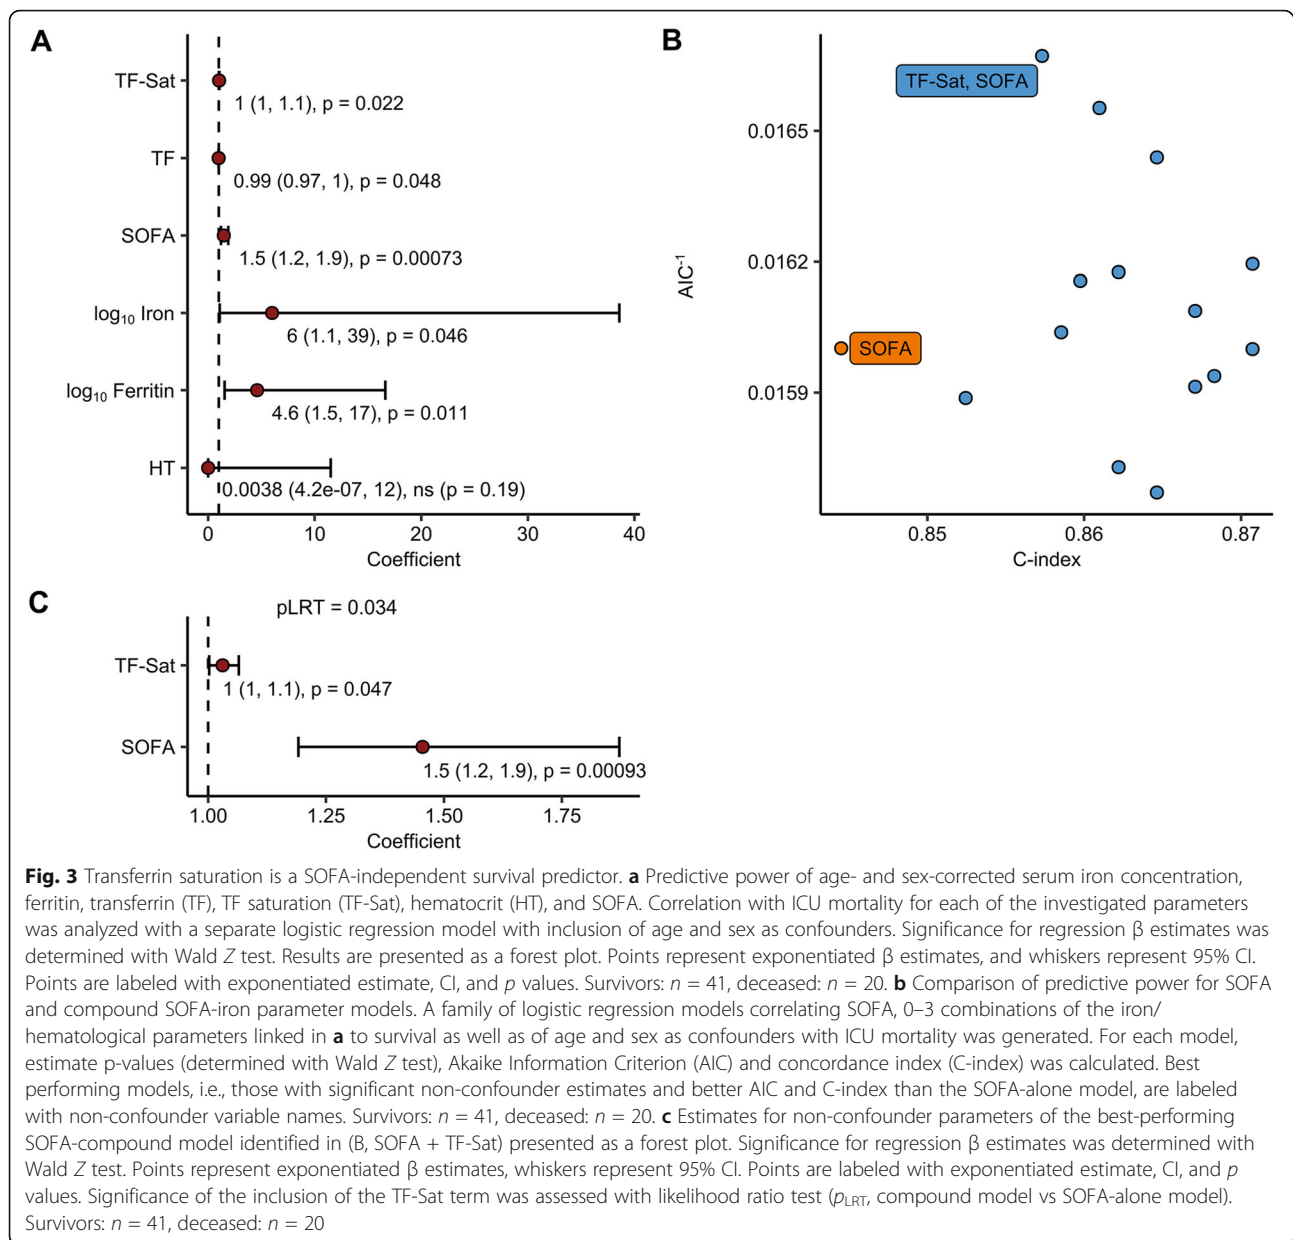 A
TF-Sat
1 (1, 1.1), p = 0.022
TF
0.99 (0.97, 1), p = 0.048
SOFA
1.5 (1.2, 1.9), p = 0.00073
log10 Iron
6 (1.1, 39), p = 0.046
log10 Ferritin
4.6 (1.5, 17), p = 0.011
HT
0.0038 (4.2e-07, 12), ns (p = 0.19)
0 10 20 30 40
Coefficient
B
TF-Sat, SOFA
0.0165
0.0162
AIC-1
SOFA
0.0159
0.85 0.86 0.87
C-index
C
pLRT = 0.034
TF-Sat
1 (1, 1.1), p = 0.047
SOFA
1.5 (1.2, 1.9), p = 0.00093
1.00 1.25 1.50 1.75
Coefficient
Fig. 3 Transferrin saturation is a SOFA-independent survival predictor. a Predictive power of age- and sex-corrected serum iron concentration,
ferritin, transferrin (TF), TF saturation (TF-Sat), hematocrit (HT), and SOFA. Correlation with ICU mortality for each of the investigated parameters
was analyzed with a separate logistic regression model with inclusion of age and sex as confounders. Significance for regression β estimates was
determined with Wald Z test. Results are presented as a forest plot. Points represent exponentiated β estimates, and whiskers represent 95% CI.
Points are labeled with exponentiated estimate, CI, and p values. Survivors: n = 41, deceased: n = 20. b Comparison of predictive power for SOFA
and compound SOFA-iron parameter models. A family of logistic regression models correlating SOFA, 0–3 combinations of the iron/
hematological parameters linked in a to survival as well as of age and sex as confounders with ICU mortality was generated. For each model,
estimate p-values (determined with Wald Z test), Akaike Information Criterion (AIC) and concordance index (C-index) was calculated. Best
performing models, i.e., those with significant non-confounder estimates and better AIC and C-index than the SOFA-alone model, are labeled
with non-confounder variable names. Survivors: n = 41, deceased: n = 20. c Estimates for non-confounder parameters of the best-performing
SOFA-compound model identified in (B, SOFA + TF-Sat) presented as a forest plot. Significance for regression β estimates was determined with
Wald Z test. Points represent exponentiated β estimates, whiskers represent 95% CI. Points are labeled with exponentiated estimate, CI, and p
values. Significance of the inclusion of the TF-Sat term was assessed with likelihood ratio test (pLRT, compound model vs SOFA-alone model).
Survivors: n = 41, deceased: n = 20